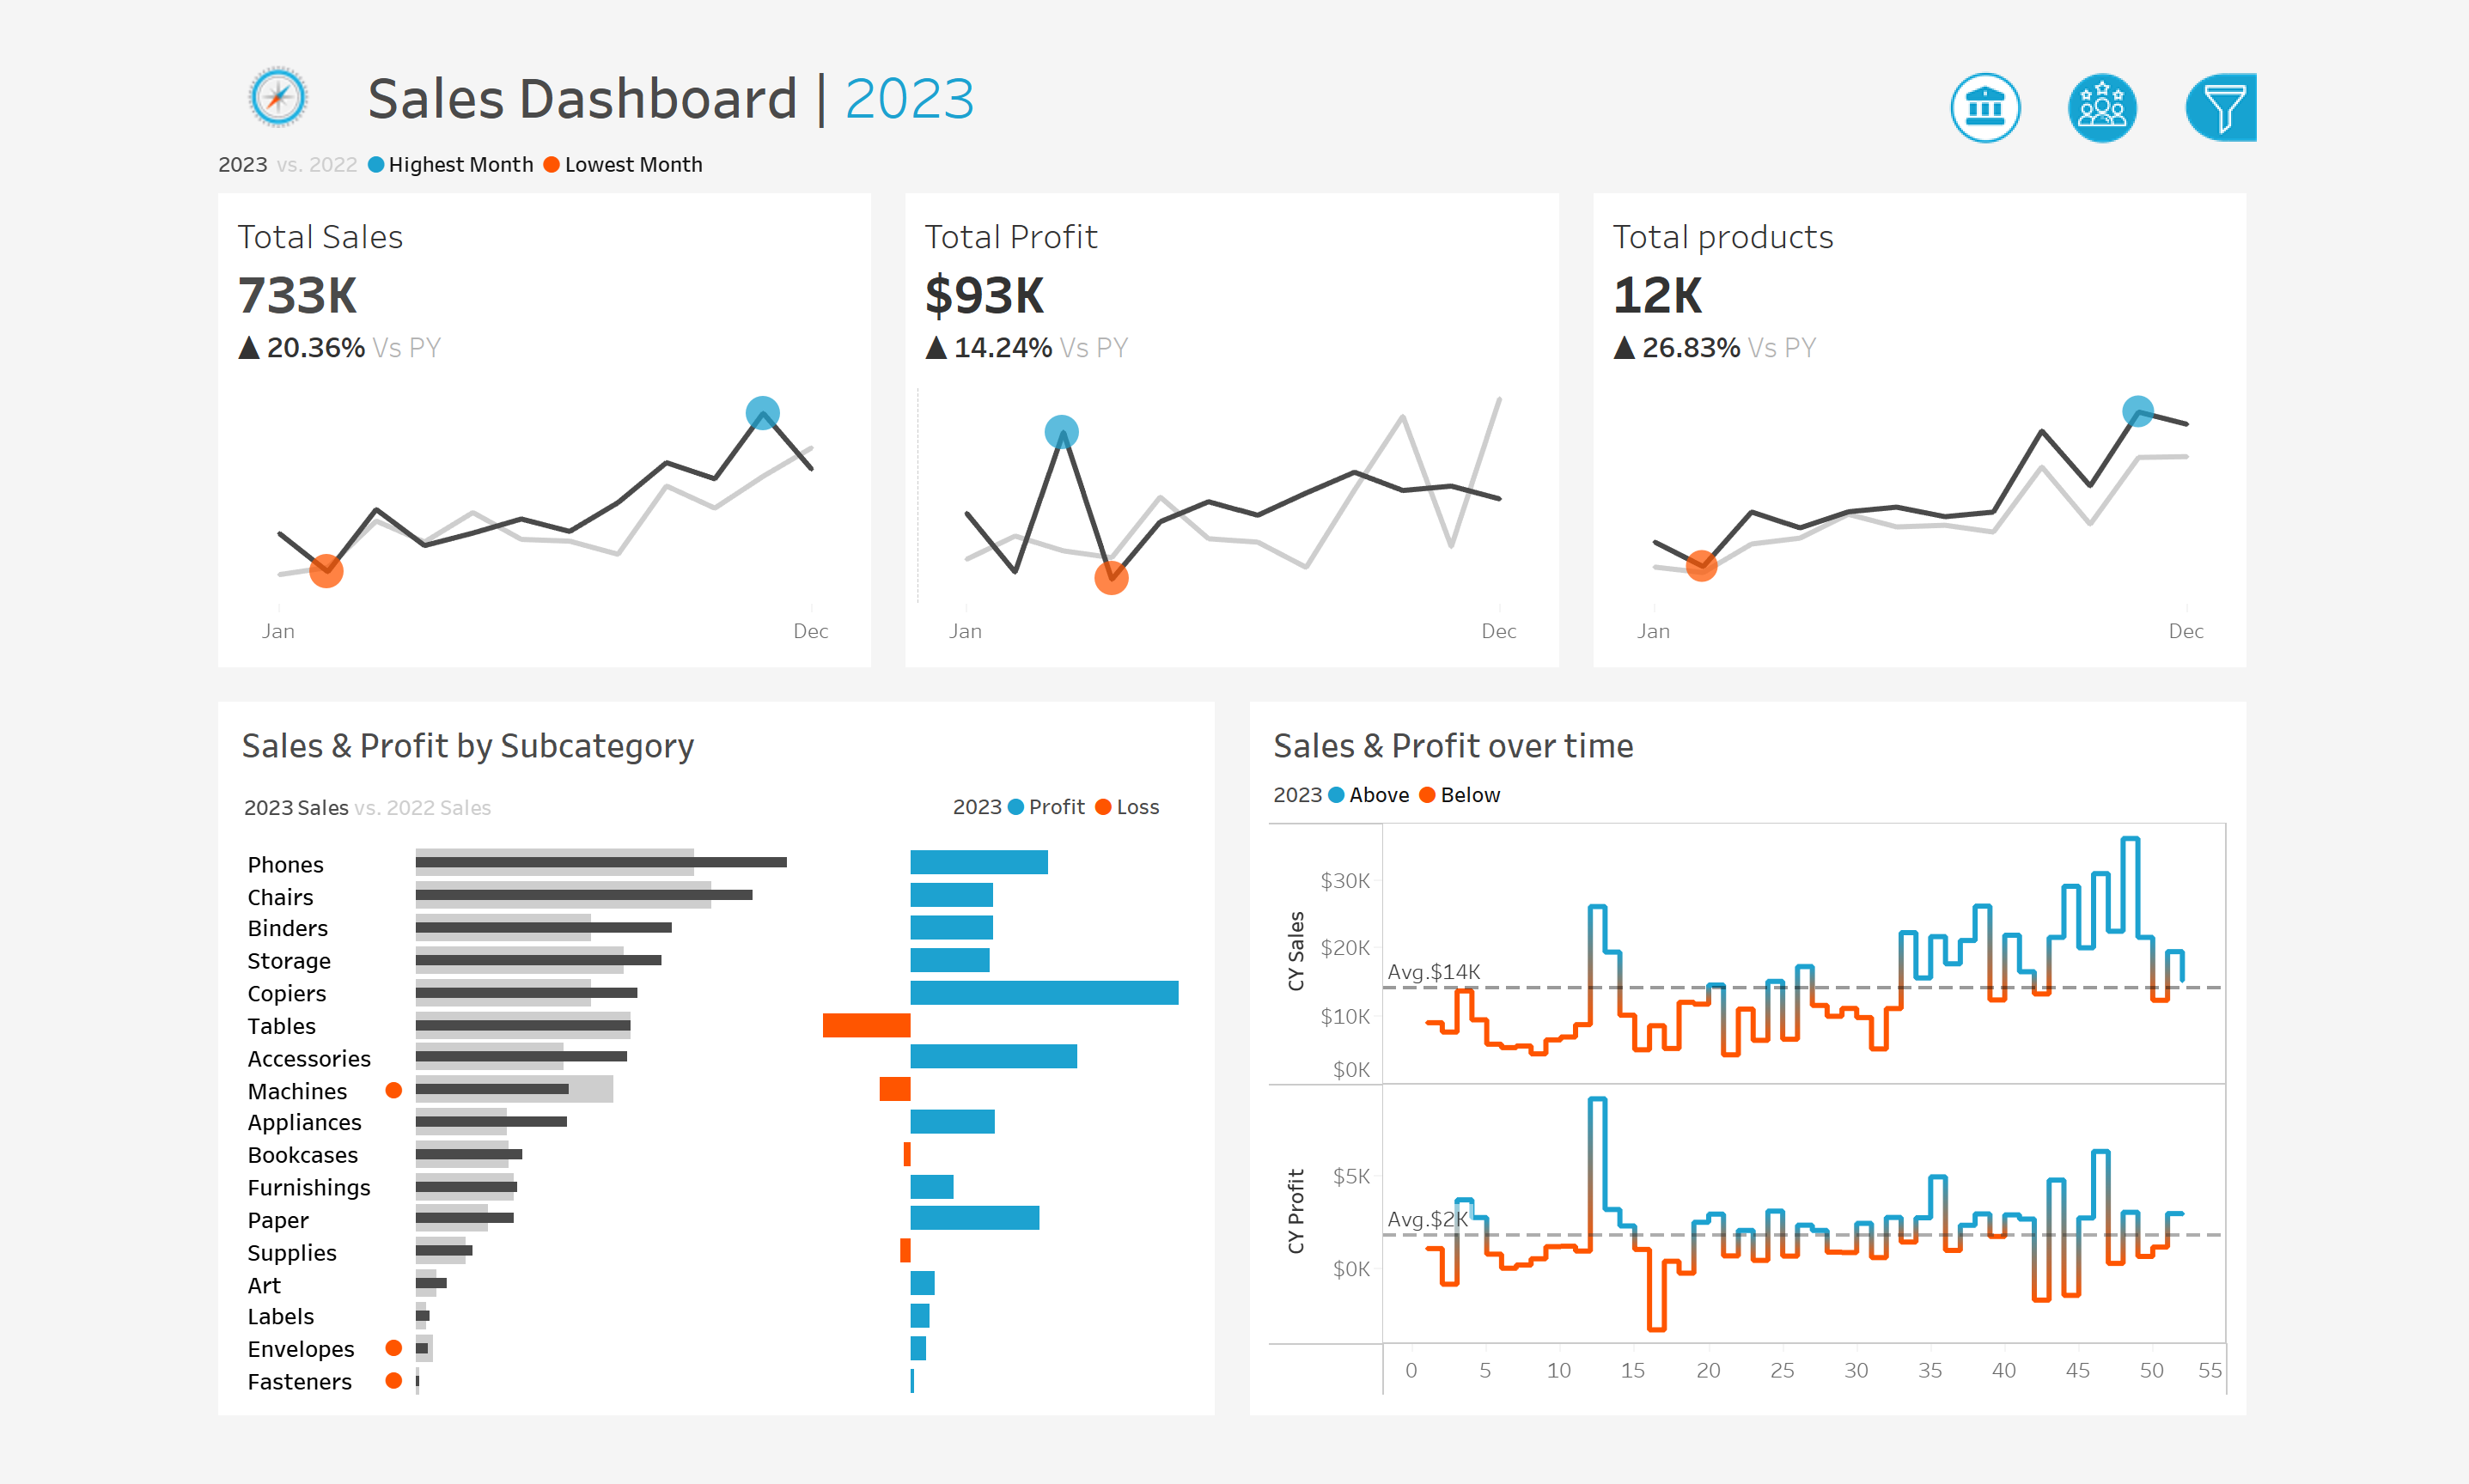 Sales Dashboard | 2023
2023 vs. 2022 Highest Month Lowest Month
Total Sales
733K
▲ 20.36% Vs PY
Jan Dec
Total Profit
$93K
▲ 14.24% Vs PY
Jan Dec
Total products
12K
▲ 26.83% Vs PY
Jan Dec
Sales & Profit by Subcategory
2023 Sales vs. 2022 Sales
2023 Profit Loss
Phones
Chairs
Binders
Storage
Copiers
Tables
Accessories
Machines
Appliances
Bookcases
Furnishings
Paper
Supplies
Art
Labels
Envelopes
Fasteners
Sales & Profit over time
2023 Above Below
CY Sales
$30K
$20K
Avg.$14K
$10K
$0K
CY Profit
$5K
Avg.$2K
$0K
0 5 10 15 20 25 30 35 40 45 50 55